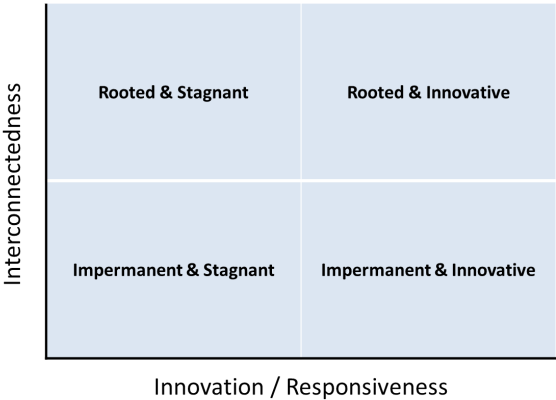 Interconnectedness
Rooted & Stagnant
Rooted & Innovative
Impermanent & Stagnant
Impermanent & Innovative
Innovation / Responsiveness